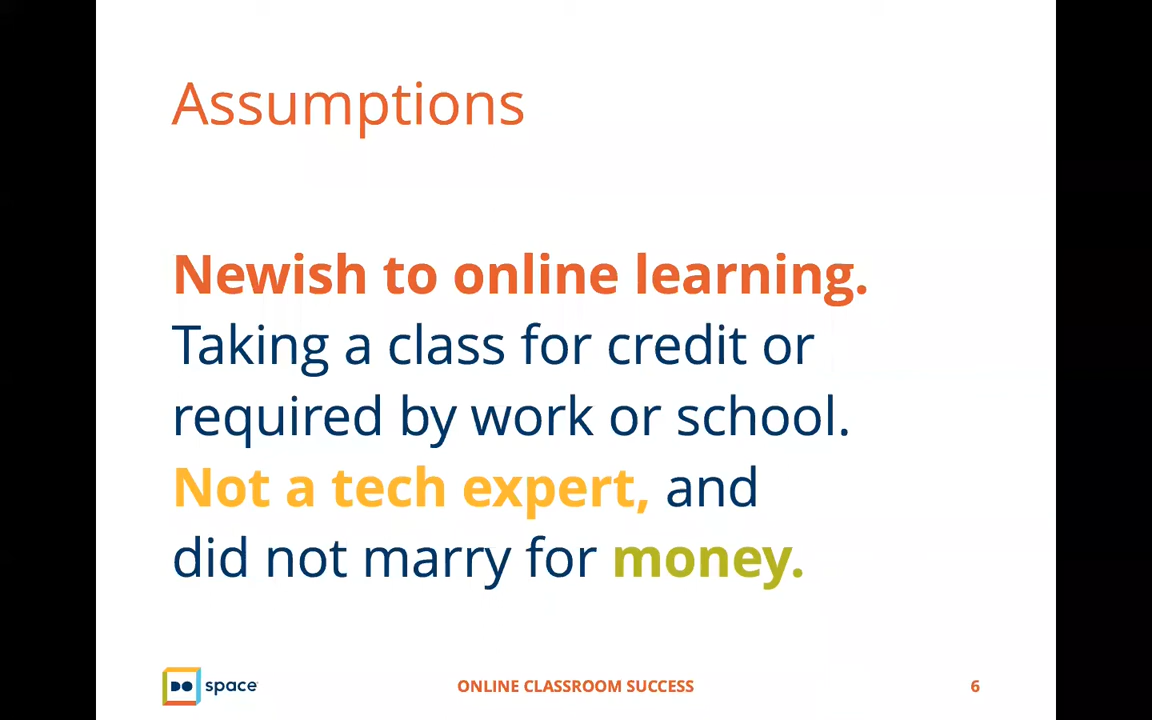 Assumptions
Newish to online learning.
Taking a class for credit or
required by work or school.
Not a tech expert, and
did not marry for money.
DO space
ONLINE CLASSROOM SUCCESS
6